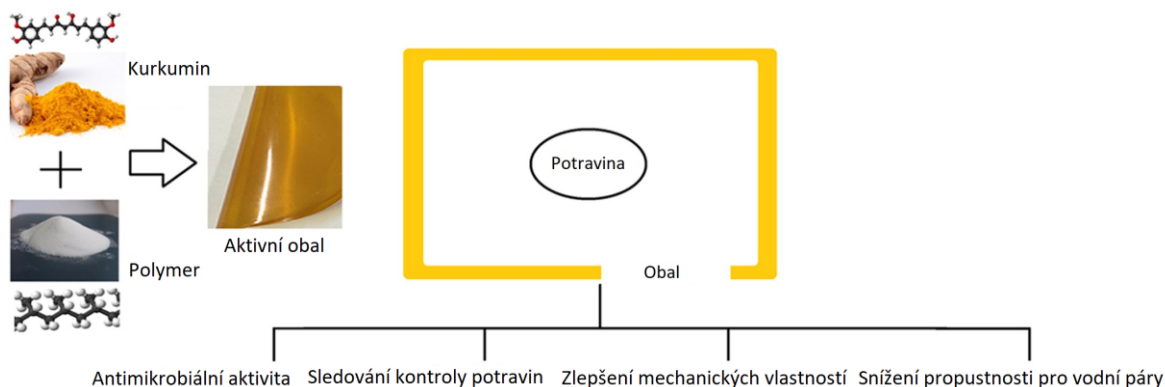 Kurkumin
Polymer
Aktivní obal
Potravina
Obal
Antimikrobiální aktivita
Sledování kontroly potravin
Zlepšení mechanických vlastností
Snížení propustnosti pro vodní páry